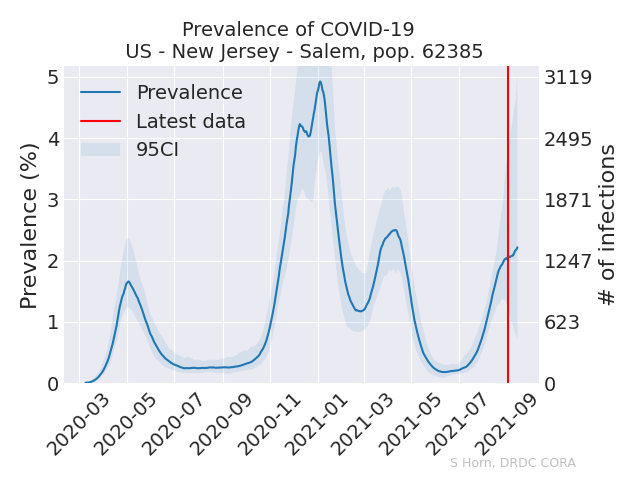 Prevalence of COVID-19
US - New Jersey - Salem, pop. 62385
Prevalence
Latest data
95CI
Prevalence (%)
5
4
3
2
1
0
3119
2495
1871
1247
623
0
# of infections
2020-03
2020-05
2020-07
2020-09
2020-11
2021-01
2021-03
2021-05
2021-07
2021-09
S Horn, DRDC CORA